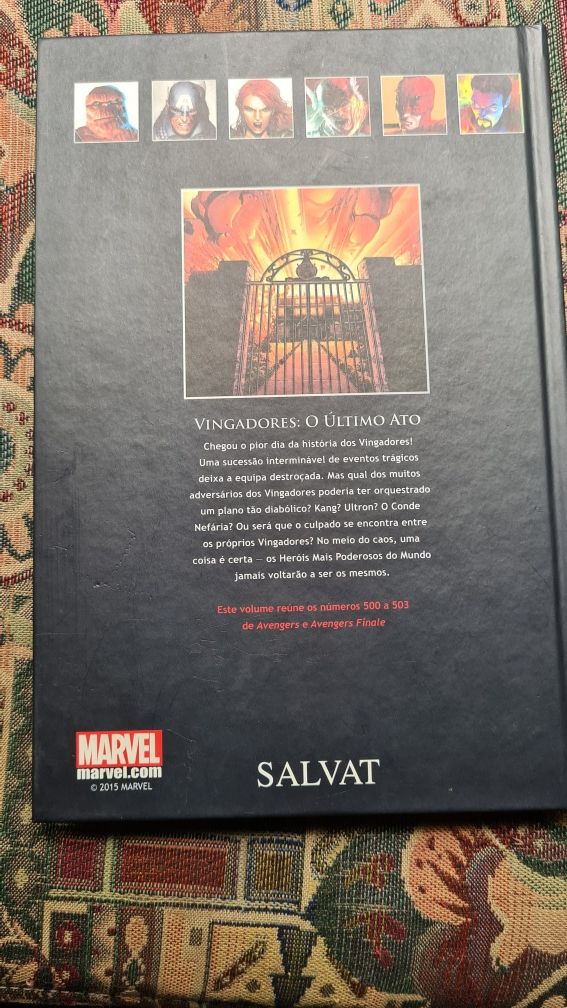 VINGADORES: O ÚLTIMO ATO
Chegou o pior dia da história dos Vingadores!
Uma sucessão interminável de eventos trágicos
deixa a equipa destroçada. Mas qual dos muitos
adversários dos Vingadores poderia ter orquestrado
um plano tão diabólico? Kang? Ultron? O Conde
Nefária? Ou será que o culpado se encontra entre
os próprios Vingadores? No meio do caos, uma
coisa é certa — os Heróis Mais Poderosos do Mundo
jamais voltarão a ser os mesmos.
Este volume reúne os números 500 a 503
de Avengers e Avengers Finale
MARVEL
marvel.com
© 2015 MARVEL
SALVAT